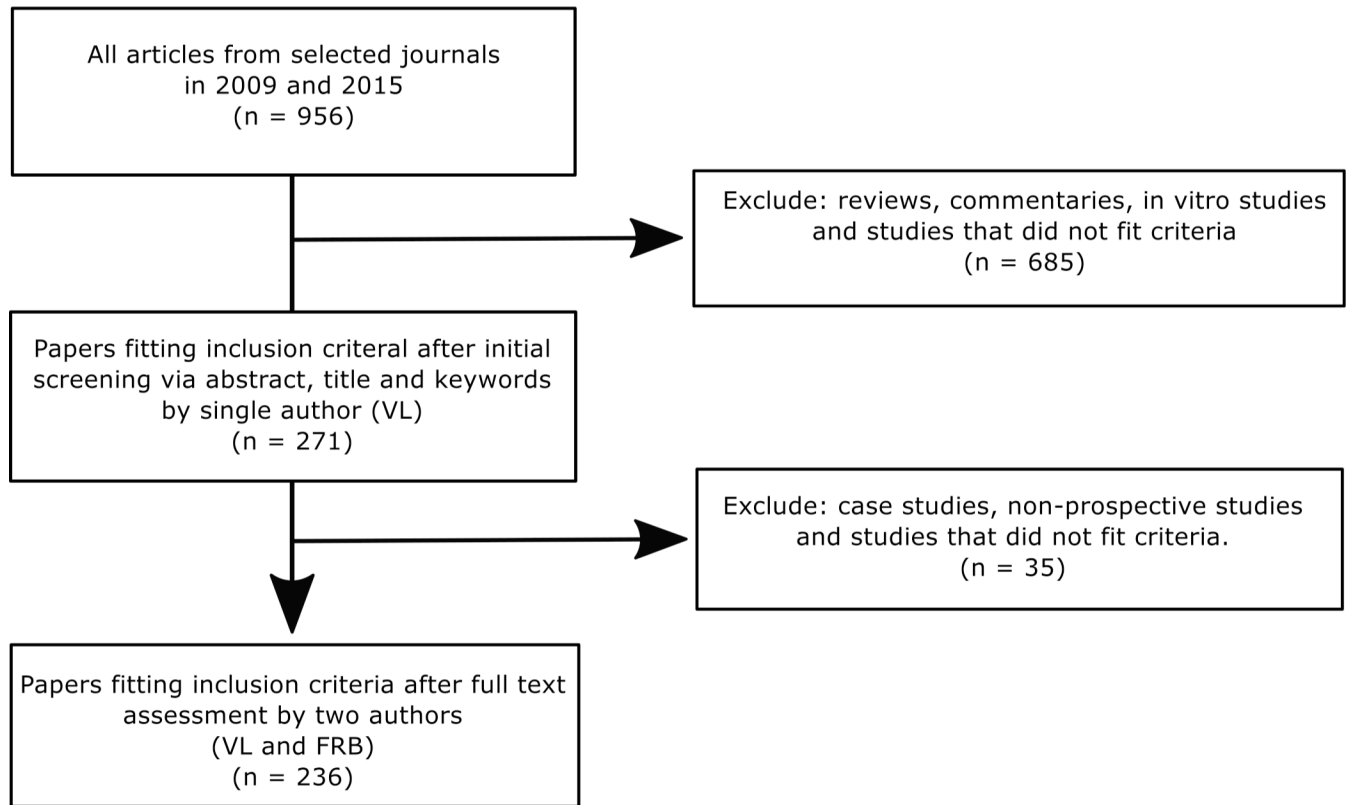 All articles from selected journals
in 2009 and 2015
(n = 956)
Exclude: reviews, commentaries, in vitro studies
and studies that did not fit criteria
(n = 685)
Papers fitting inclusion criteral after initial
screening via abstract, title and keywords
by single author (VL)
(n = 271)
Exclude: case studies, non-prospective studies
and studies that did not fit criteria.
(n = 35)
Papers fitting inclusion criteria after full text
assessment by two authors
(VL and FRB)
(n = 236)